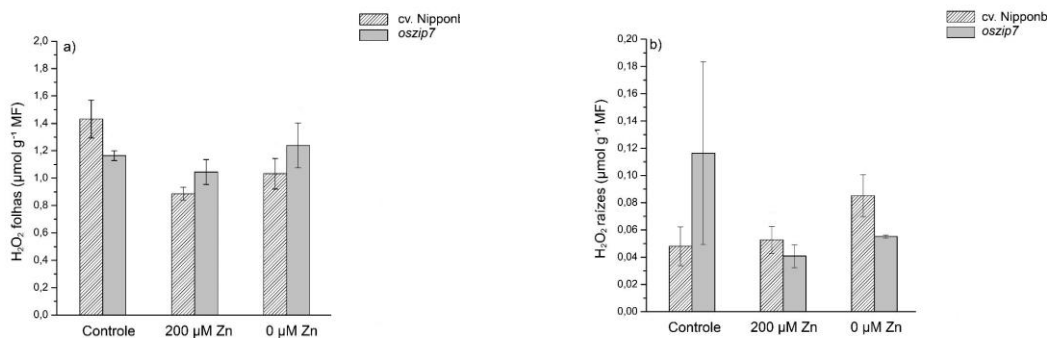 cv. Nipponb
oszip7
a)
H₂O₂ folhas (µmol g⁻¹ MF)
2,0
1,8
1,6
1,4
1,2
1,0
0,8
0,6
0,4
0,2
0,0
Controle
200 µM Zn
0 µM Zn
cv. Nipponb
oszip7
b)
H₂O₂ raízes (µmol g⁻¹ MF)
0,20
0,18
0,16
0,14
0,12
0,10
0,08
0,06
0,04
0,02
0,00
Controle
200 µM Zn
0 µM Zn